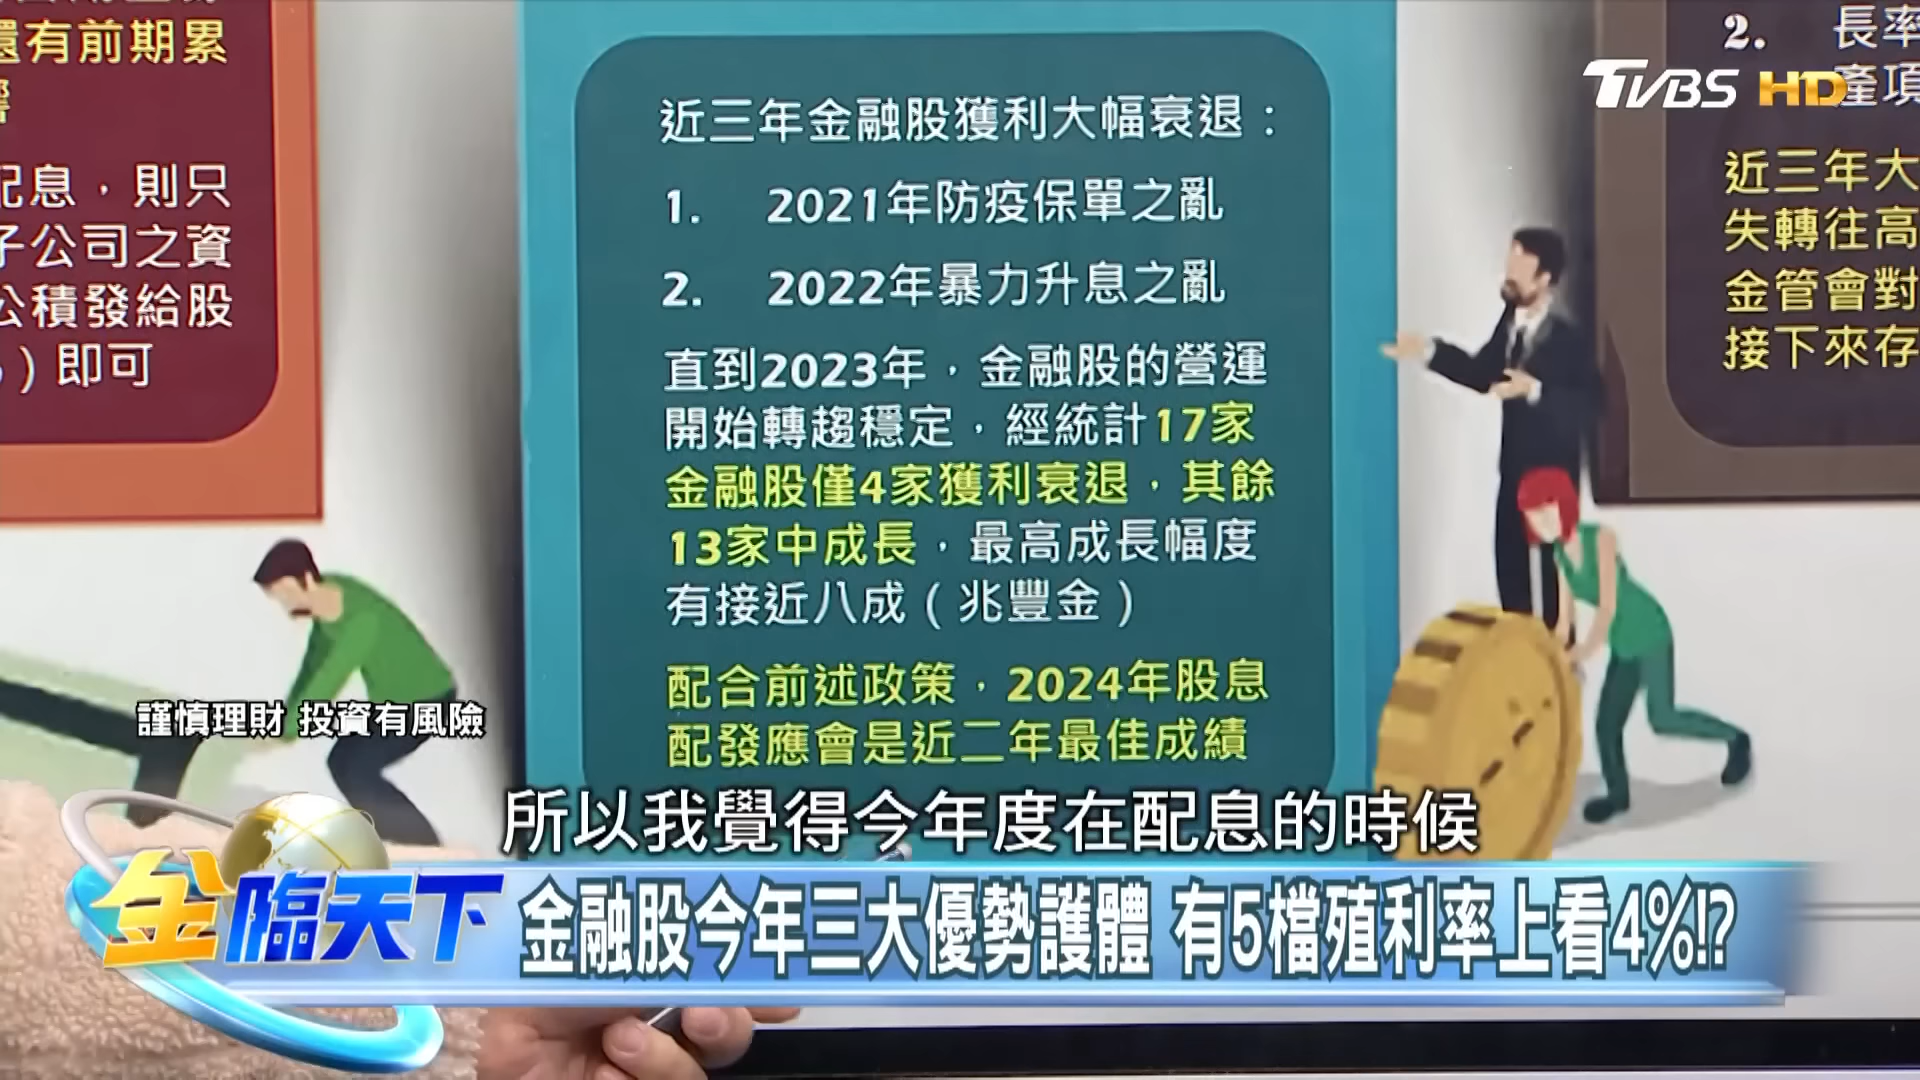 還有前期累
響
配息，則只
子公司之資
公積發給股
）即可
近三年金融股獲利大幅衰退：
1. 2021年防疫保單之亂
2. 2022年暴力升息之亂
直到2023年，金融股的營運
開始轉趨穩定，經統計17家
金融股僅4家獲利衰退，其餘
13家中成長，最高成長幅度
有接近八成（兆豐金）
配合前述政策，2024年股息
配發應會是近二年最佳成績
2. 長率
產項
近三年大
失轉往高
金管會對
接下來存
TVBS HD
謹慎理財 投資有風險
所以我覺得今年度在配息的時候
金臨天下
金融股今年三大優勢護體 有5檔殖利率上看4%!?